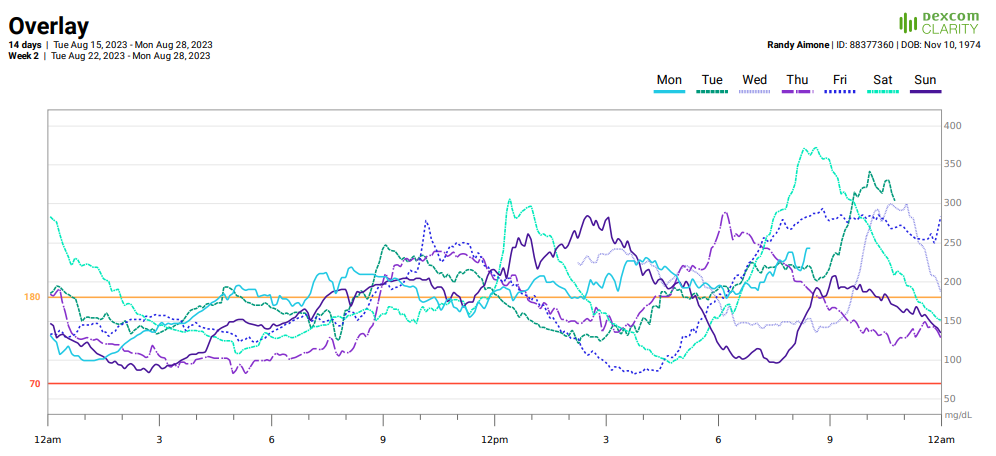 Overlay
14 days | Tue Aug 15, 2023 - Mon Aug 28, 2023
Week 2 | Tue Aug 22, 2023 - Mon Aug 28, 2023
Dexcom
CLARITY
Randy Aimone | ID: 88377360 | DOB: Nov 10, 1974
Mon Tue Wed Thu Fri Sat Sun
400
350
300
250
200
180
150
100
70
50
mg/dL
12am 3 6 9 12pm 3 6 9 12am